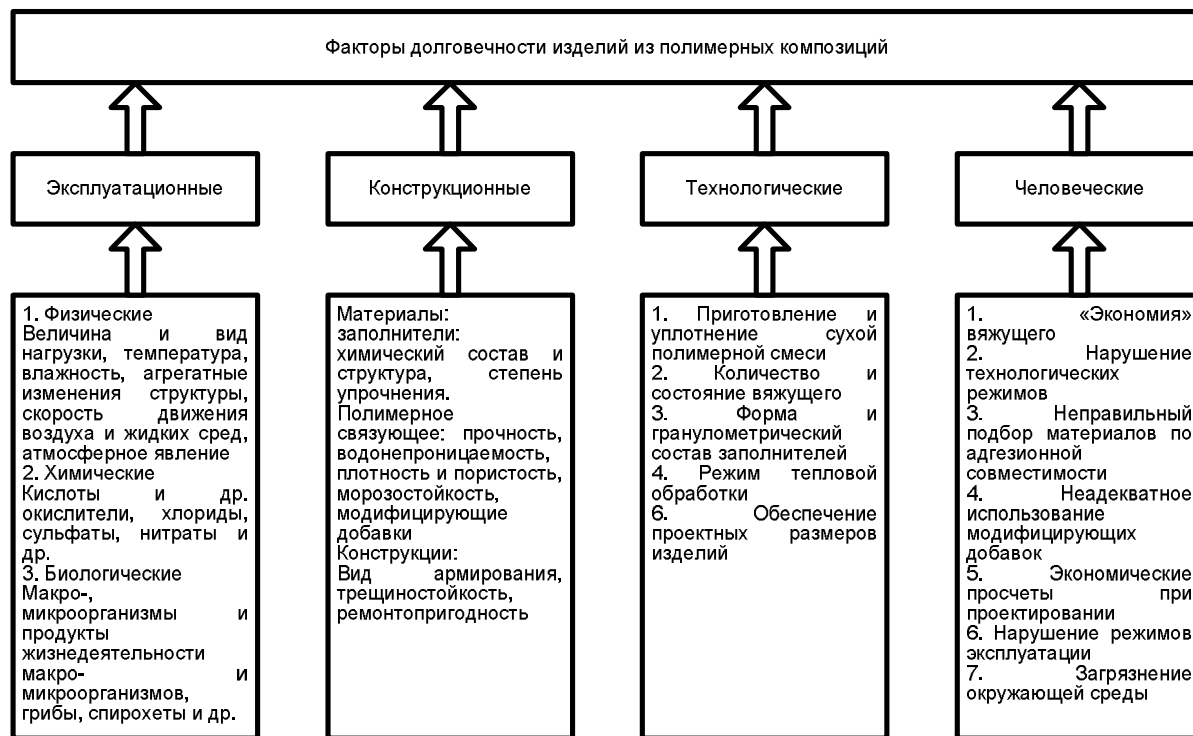 Факторы долговечности изделий из полимерных композиций
Эксплуатационные
Конструкционные
Технологические
Человеческие
1. Физические
Величина и вид
нагрузки, температура,
влажность, агрегатные
изменения структуры,
скорость движения
воздуха и жидких сред,
атмосферное явление
2. Химические
Кислоты и др.
окислители, хлориды,
сульфаты, нитраты и
др.
3. Биологические
Макро-,
микроорганизмы и
продукты
жизнедеятельности
макро- и
микроорганизмов,
грибы, спирохеты и др.
Материалы:
заполнители:
химический состав и
структура, степень
упрочнения.
Полимерное
связующее: прочность,
водонепроницаемость,
плотность и пористость,
морозостойкость,
модифицирующие
добавки
Конструкции:
Вид армирования,
трещиностойкость,
ремонтопригодность
1. Приготовление и
уплотнение сухой
полимерной смеси
2. Количество и
состояние вяжущего
3. Форма и
гранулометрический
состав заполнителей
4. Режим тепловой
обработки
6. Обеспечение
проектных размеров
изделий
1. «Экономия»
вяжущего
2. Нарушение
технологических
режимов
3. Неправильный
подбор материалов по
адгезионной
совместимости
4. Неадекватное
использование
модифицирующих
добавок
5. Экономические
просчеты при
проектировании
6. Нарушение режимов
эксплуатации
7. Загрязнение
окружающей среды